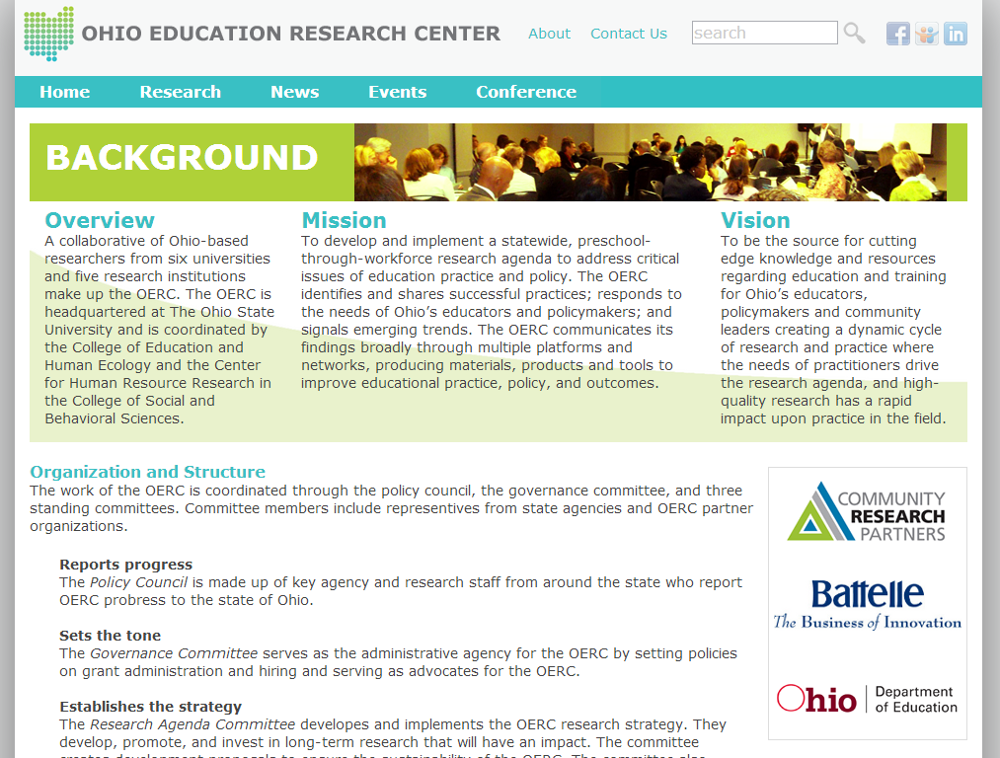 OHIO EDUCATION RESEARCH CENTER
About Contact Us search
Home Research News Events Conference
BACKGROUND
Overview
A collaborative of Ohio-based
researchers from six universities
and five research institutions
make up the OERC. The OERC is
headquartered at The Ohio State
University and is coordinated by
the College of Education and
Human Ecology and the Center
for Human Resource Research in
the College of Social and
Behavioral Sciences.
Mission
To develop and implement a statewide, preschool-
through-workforce research agenda to address critical
issues of education practice and policy. The OERC
identifies and shares successful practices; responds to
the needs of Ohio’s educators and policymakers; and
signals emerging trends. The OERC communicates its
findings broadly through multiple platforms and
networks, producing materials, products and tools to
improve educational practice, policy, and outcomes.
Vision
To be the source for cutting
edge knowledge and resources
regarding education and training
for Ohio’s educators,
policymakers and community
leaders creating a dynamic cycle
of research and practice where
the needs of practitioners drive
the research agenda, and high-
quality research has a rapid
impact upon practice in the field.
Organization and Structure
The work of the OERC is coordinated through the policy council, the governance committee, and three
standing committees. Committee members include representives from state agencies and OERC partner
organizations.
Reports progress
The Policy Council is made up of key agency and research staff from around the state who report
OERC probress to the state of Ohio.
Sets the tone
The Governance Committee serves as the administrative agency for the OERC by setting policies
on grant administration and hiring and serving as advocates for the OERC.
Establishes the strategy
The Research Agenda Committee developes and implements the OERC research strategy. They
develop, promote, and invest in long-term research that will have an impact. The committee
creates development proposals to ensure the sustainability of the OERC. The committee also
COMMUNITY
RESEARCH
PARTNERS
Battelle
The Business of Innovation
Ohio
Department
of Education